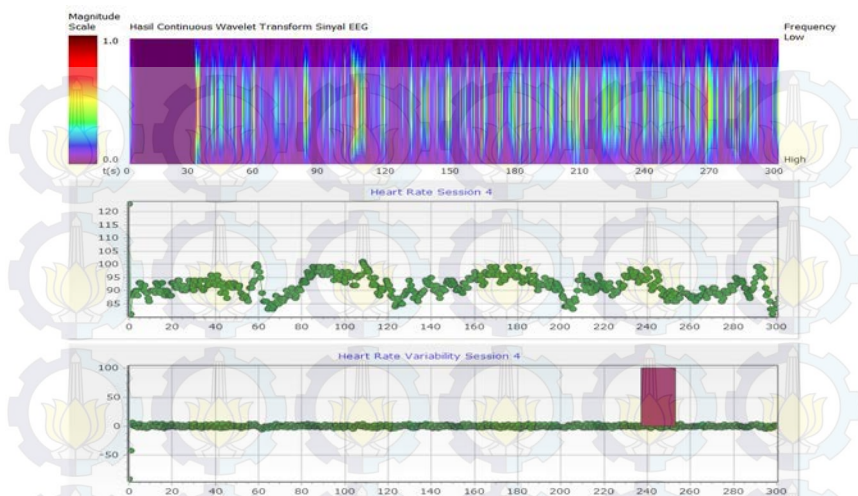 Magnitude
Scale
Hasil Continuous Wavelet Transform Sinyal EEG
Frequency
Low
1.0
0.0
High
t(s) 0 30 60 90 120 150 180 210 240 270 300
Heart Rate Session 4
120
115
110
105
100
95
90
85
0 20 40 60 80 100 120 140 160 180 200 220 240 260 280 300
Heart Rate Variability Session 4
100
50
0
-50
0 20 40 60 80 100 120 140 160 180 200 220 240 260 280 300